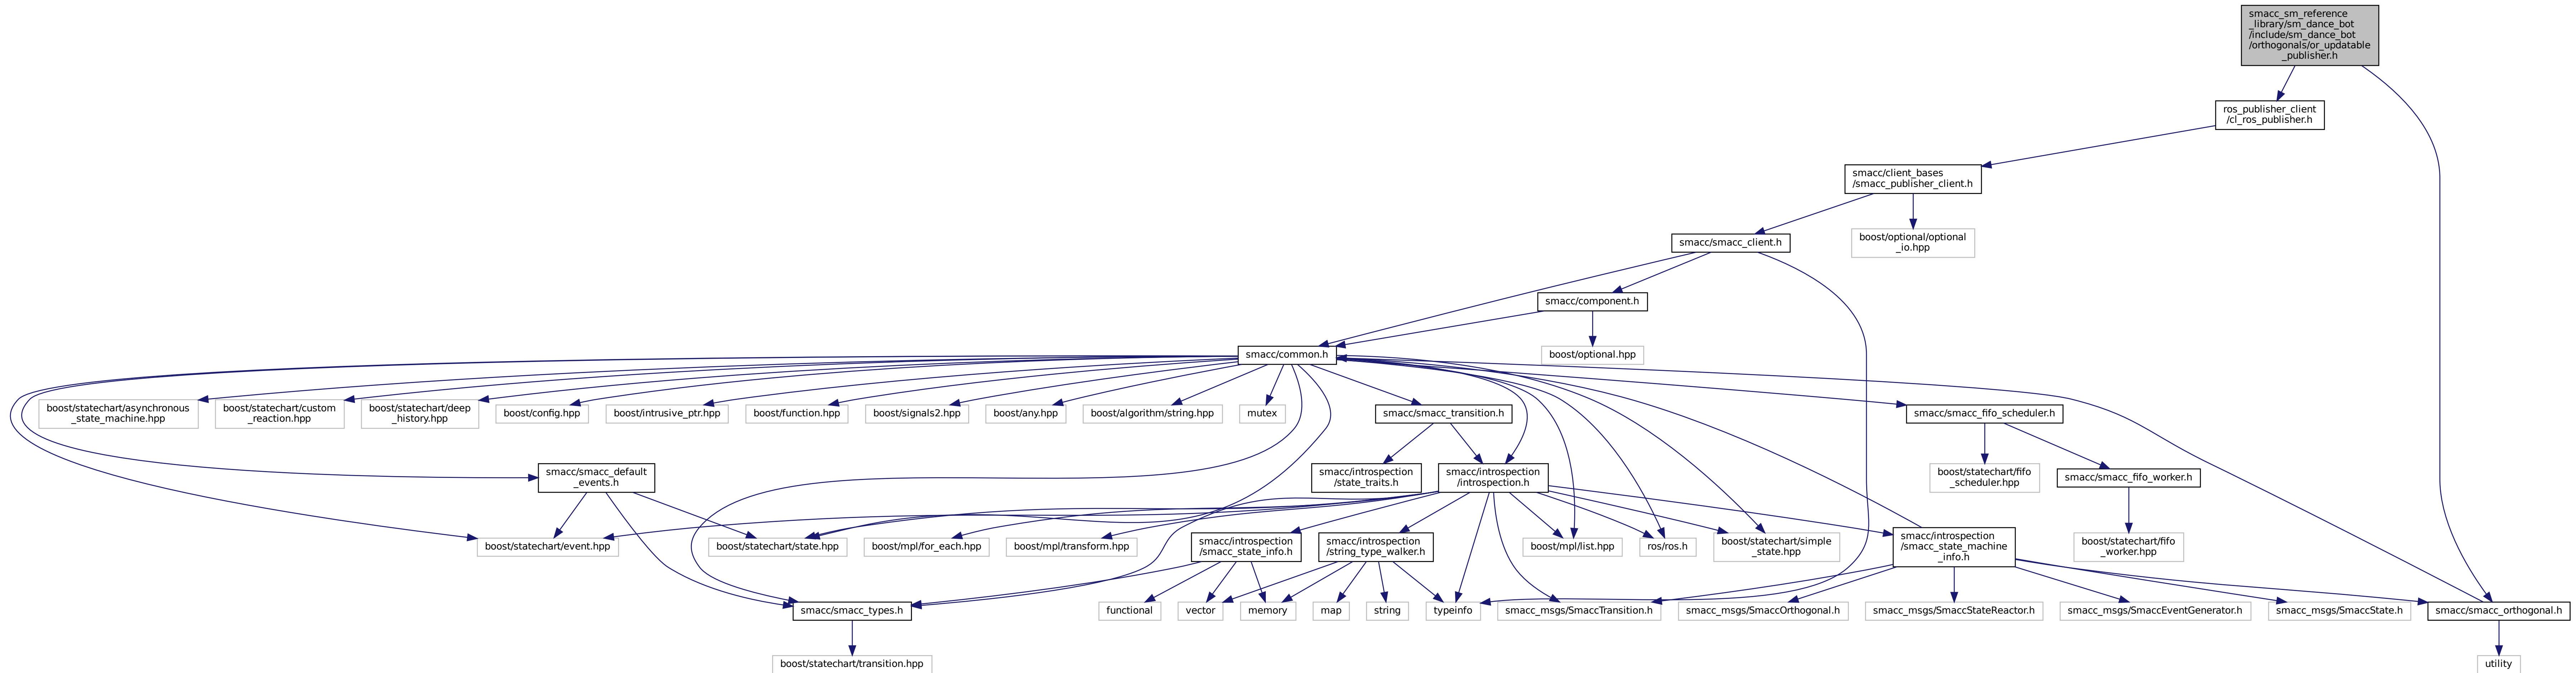 smacc_sm_reference
_library/sm_dance_bot
/include/sm_dance_bot
/orthogonals/or_updatable
_publisher.h
ros_publisher_client
/cl_ros_publisher.h
smacc/client_bases
/smacc_publisher_client.h
smacc/smacc_client.h
boost/optional/optional
_io.hpp
smacc/component.h
smacc/common.h
boost/optional.hpp
boost/statechart/asynchronous
_state_machine.hpp
boost/statechart/custom
_reaction.hpp
boost/statechart/deep
_history.hpp
boost/config.hpp
boost/intrusive_ptr.hpp
boost/function.hpp
boost/signals2.hpp
boost/any.hpp
boost/algorithm/string.hpp
mutex
smacc/smacc_transition.h
smacc/smacc_fifo_scheduler.h
smacc/smacc_default
_events.h
smacc/introspection
/state_traits.h
smacc/introspection
/introspection.h
boost/statechart/fifo
_scheduler.hpp
smacc/smacc_fifo_worker.h
boost/statechart/event.hpp
boost/statechart/state.hpp
boost/mpl/for_each.hpp
boost/mpl/transform.hpp
smacc/introspection
/smacc_state_info.h
smacc/introspection
/string_type_walker.h
boost/mpl/list.hpp
ros/ros.h
boost/statechart/simple
_state.hpp
smacc/introspection
/smacc_state_machine
_info.h
boost/statechart/fifo
_worker.hpp
smacc/smacc_types.h
functional
vector
memory
map
string
typeinfo
smacc_msgs/SmaccTransition.h
smacc_msgs/SmaccOrthogonal.h
smacc_msgs/SmaccStateReactor.h
smacc_msgs/SmaccEventGenerator.h
smacc_msgs/SmaccState.h
smacc/smacc_orthogonal.h
boost/statechart/transition.hpp
utility